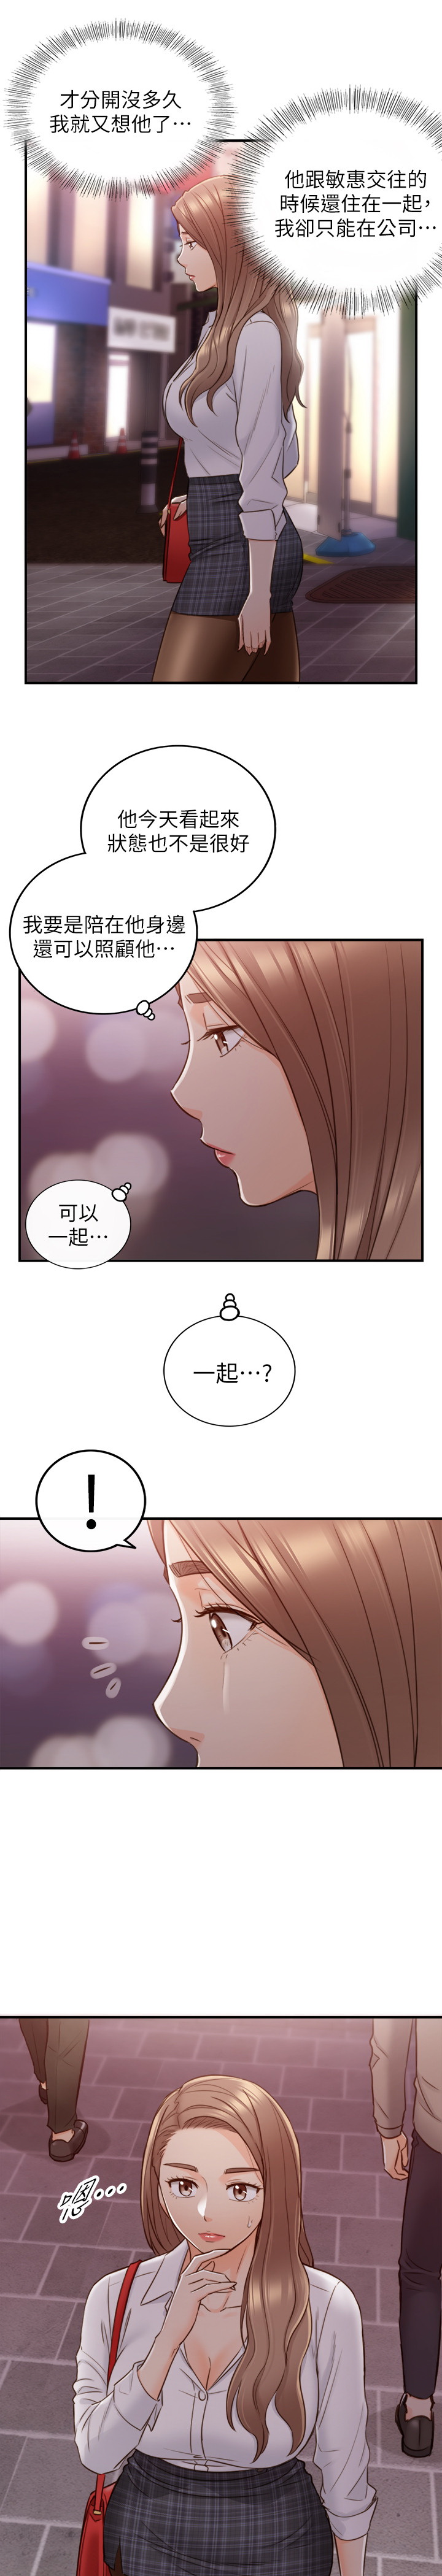 才分開沒多久
我就又想他了…
他跟敏惠交往的
時候還住在一起，
我卻只能在公司…
他今天看起來
狀態也不是很好
我要是陪在他身邊
還可以照顧他…
可以
一起…
一起…?
！
嗯…